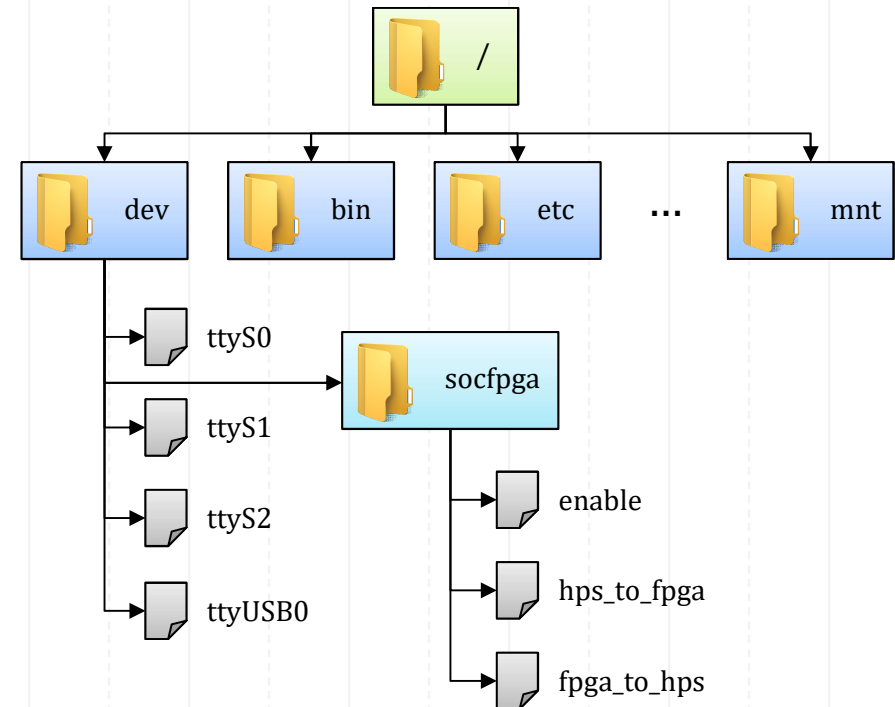 /
dev
bin
etc
...
mnt
ttyS0
socfpga
ttyS1
enable
ttyS2
hps_to_fpga
ttyUSB0
fpga_to_hps